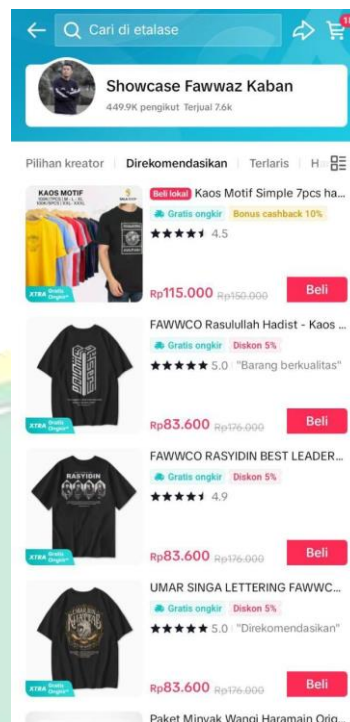 Cari di etalase
Showcase Fawwaz Kaban
449.9K pengikut Terjual 7.6k
Pilihan kreator Direkomendasikan Terlaris H
KAOS MOTIF
Beli lokal Kaos Motif Simple 7pcs ha...
Gratis ongkir Bonus cashback 10%
4.5
XTRA Gratis Ongkir*
Rp115.000 Rp150.000 Beli
FAWWCO Rasulullah Hadist - Kaos ...
Gratis ongkir Diskon 5%
5.0 "Barang berkualitas"
XTRA Gratis Ongkir*
Rp83.600 Rp176.000 Beli
FAWWCO RASYIDIN BEST LEADER...
Gratis ongkir Diskon 5%
RASYIDIN
4.9
XTRA Gratis Ongkir*
Rp83.600 Rp176.000 Beli
UMAR SINGA LETTERING FAWWC...
Gratis ongkir Diskon 5%
5.0 "Direkomendasikan"
XTRA Gratis Ongkir*
Rp83.600 Rp176.000 Beli
Paket Minyak Wangi Haramain Orig...